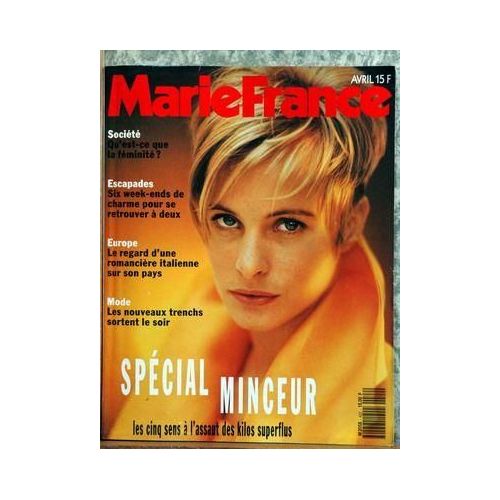 AVRIL 15 F
MarieFrance
Société
Qu'est-ce que
la féminité ?
Escapades
Six week-ends de
charme pour se
retrouver à deux
Europe
Le regard d'une
romancière italienne
sur son pays
Mode
Les nouveaux trenchs
sortent le soir
SPÉCIAL MINCEUR
les cinq sens à l'assaut des kilos superflus